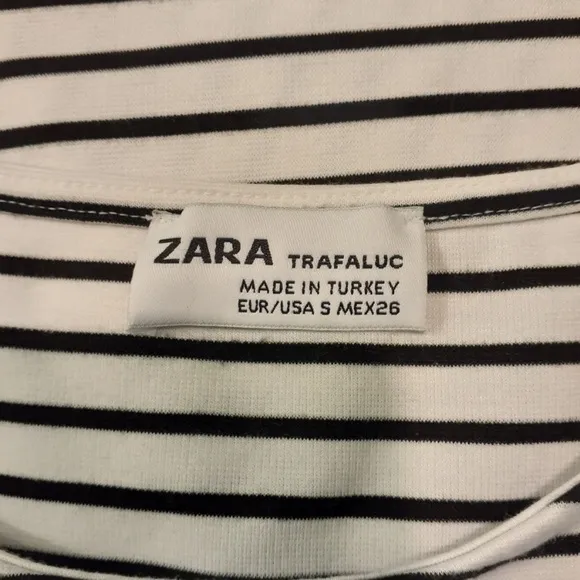 ZARA TRAFALUC
MADE IN TURKEY
EUR/USA S MEX26